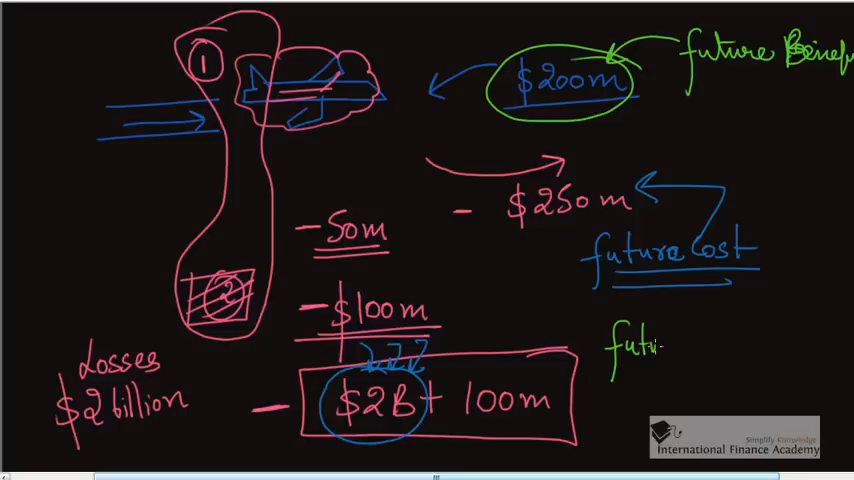 1
$200m
future Benef
- $250m
- 50m
future Cost
2
- $100m
futu
Losses
$2 billion
- $2B + 100m
Simplify Knowledge
International Finance Academy